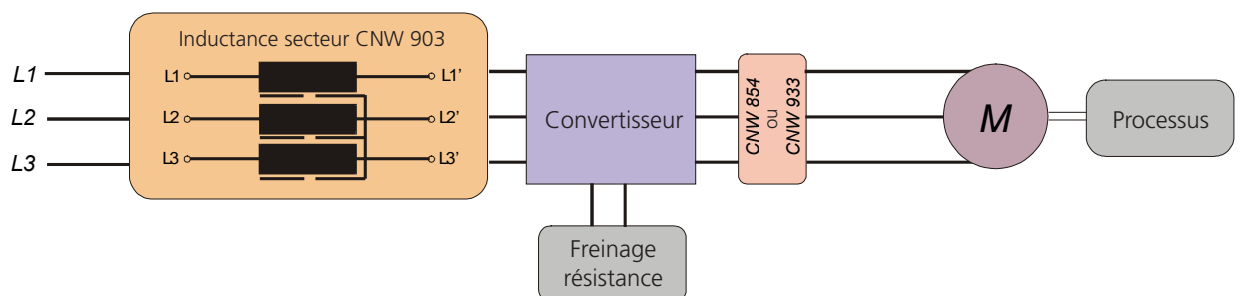 Inductance secteur CNW 903
L1
L1
L1'
L2
L2
L2'
L3
L3
L3'
Convertisseur
CNW 854
ou
CNW 933
M
Processus
Freinage
résistance